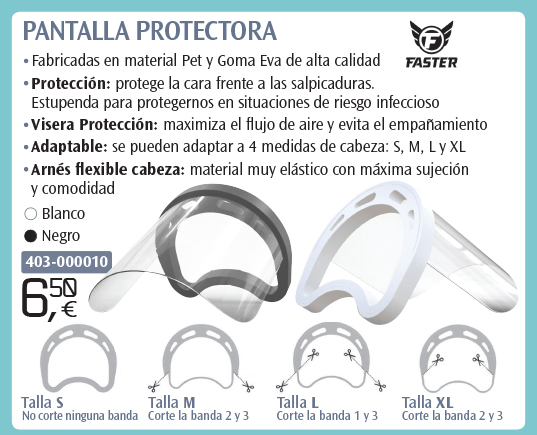 PANTALLA PROTECTORA
FASTER
• Fabricadas en material Pet y Goma Eva de alta calidad
• Protección: protege la cara frente a las salpicaduras.
Estupenda para protegernos en situaciones de riesgo infeccioso
• Visera Protección: maximiza el flujo de aire y evita el empañamiento
• Adaptable: se pueden adaptar a 4 medidas de cabeza: S, M, L y XL
• Arnés flexible cabeza: material muy elástico con máxima sujeción
y comodidad
Blanco
Negro
403-000010
6,50 €
Talla S
No corte ninguna banda
Talla M
Corte la banda 2 y 3
Talla L
Corte la banda 1 y 3
Talla XL
Corte la banda 2 y 3